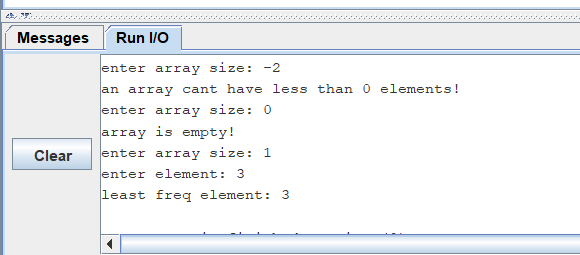 Messages Run I/O
enter array size: -2
an array cant have less than 0 elements!
enter array size: 0
array is empty!
enter array size: 1
enter element: 3
least freq element: 3
Clear